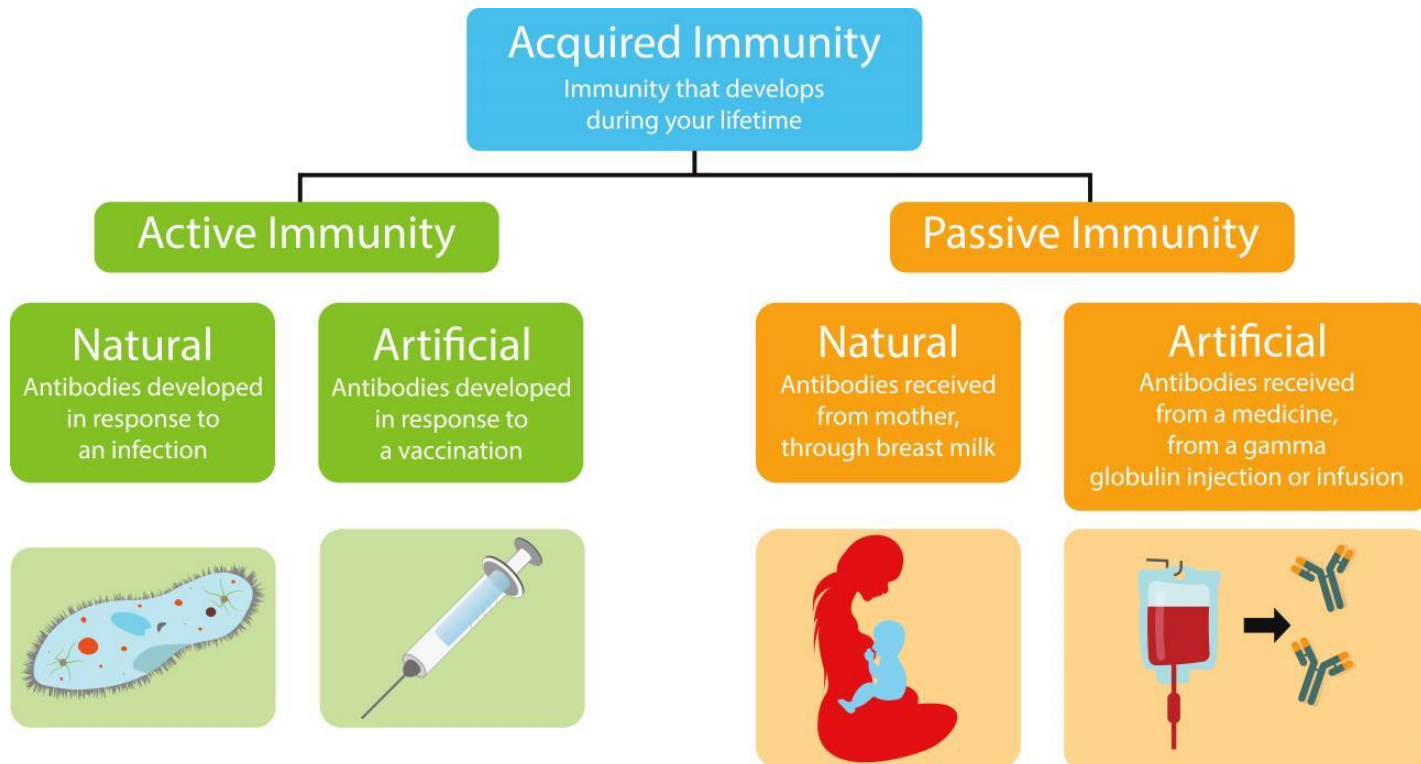 Acquired Immunity
Immunity that develops
during your lifetime
Active Immunity
Passive Immunity
Natural
Antibodies developed
in response to
an infection
Artificial
Antibodies developed
in response to
a vaccination
Natural
Antibodies received
from mother,
through breast milk
Artificial
Antibodies received
from a medicine,
from a gamma
globulin injection or infusion